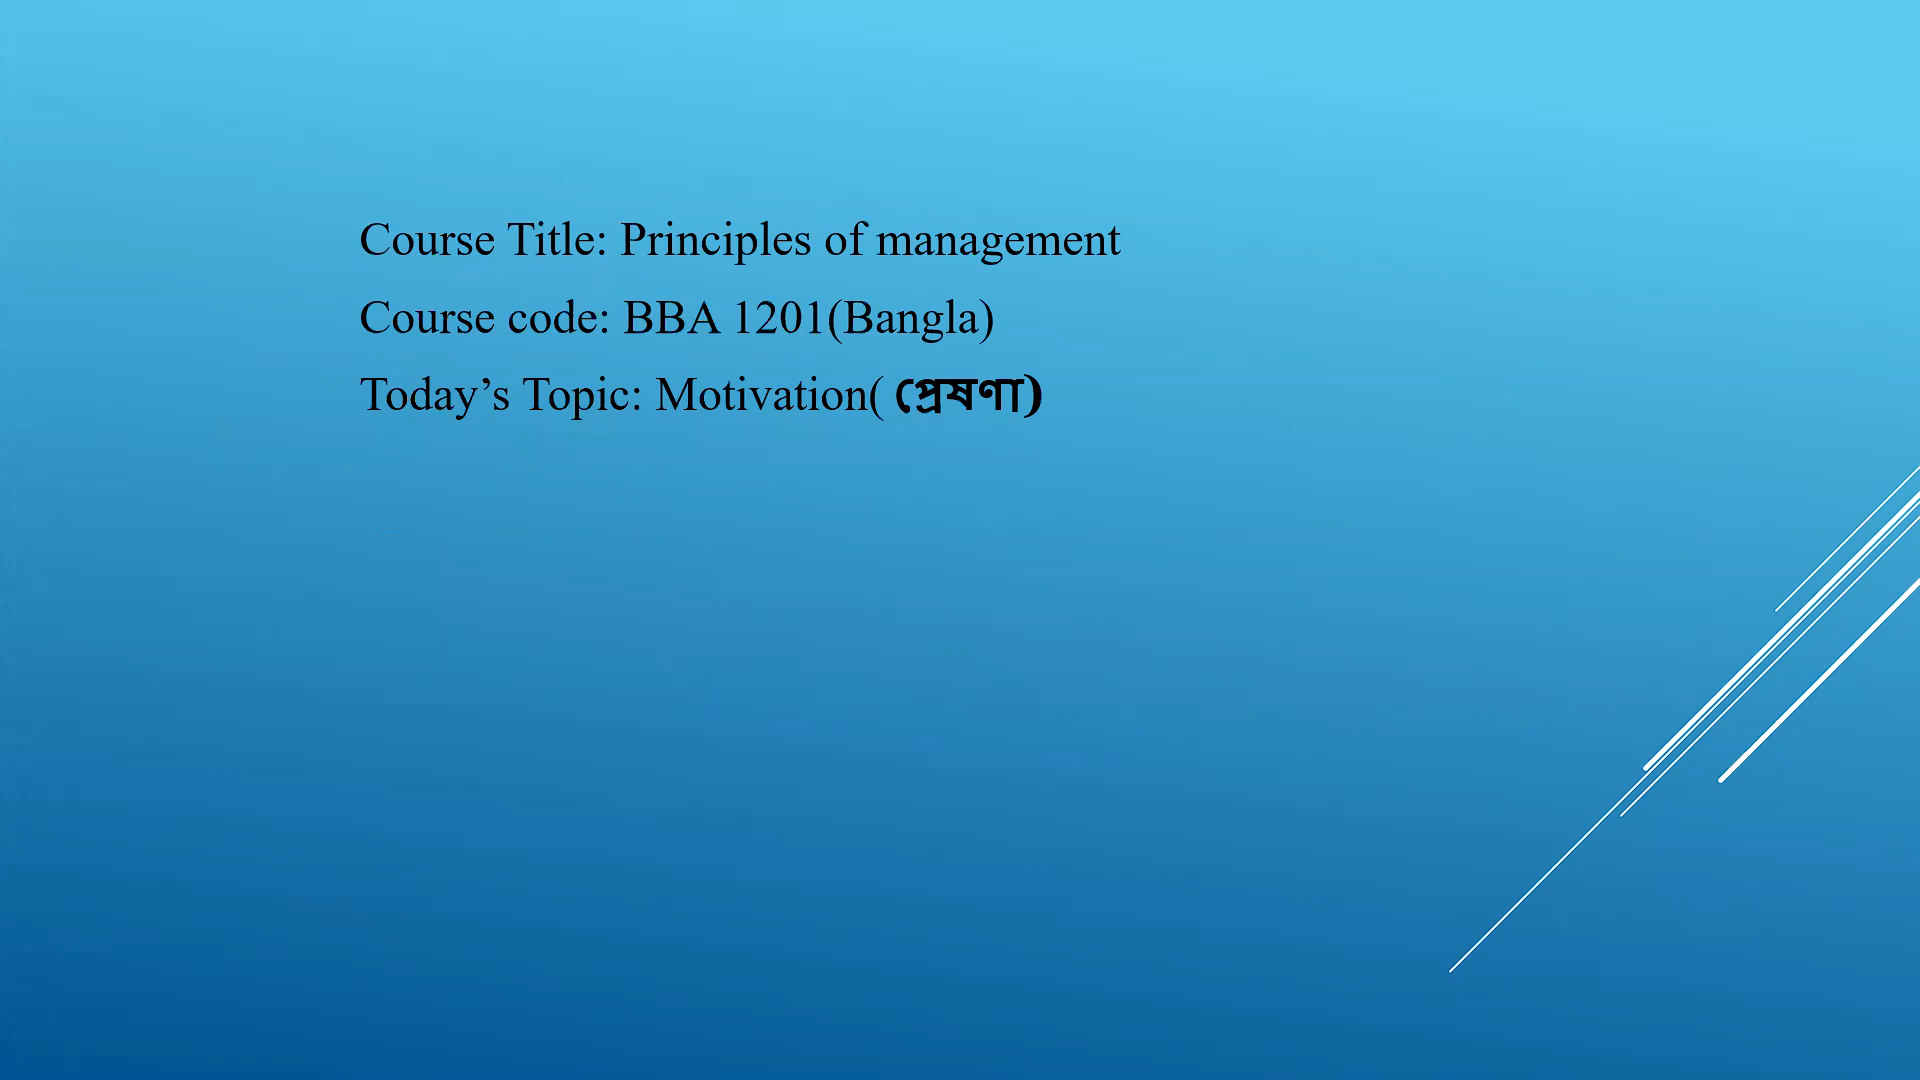 Course Title: Principles of management
Course code: BBA 1201(Bangla)
Today’s Topic: Motivation( প্রেষণা)